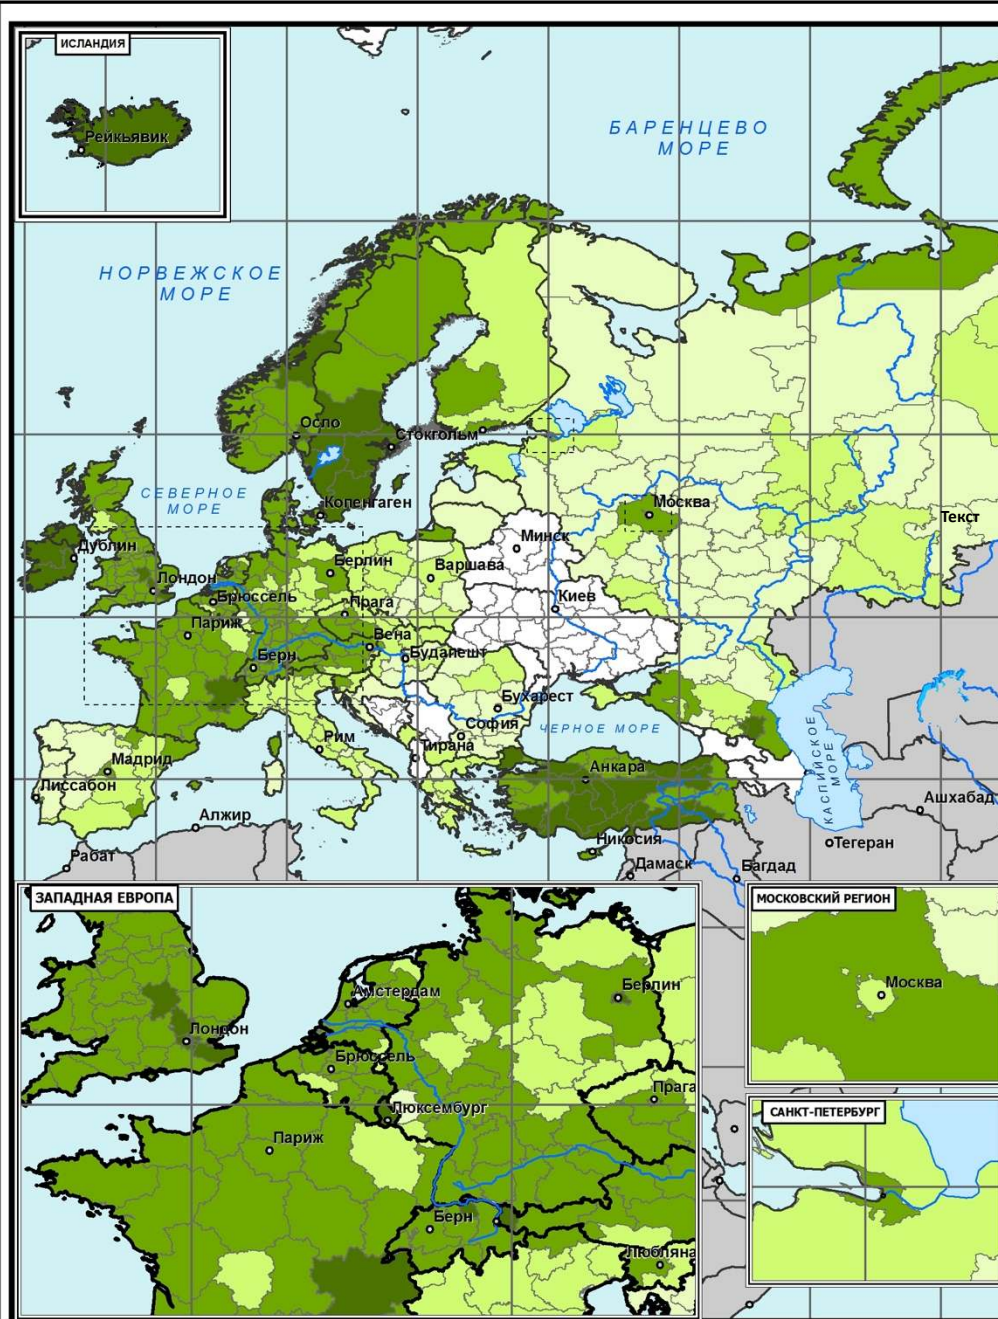 ИСЛАНДИЯ
Рейкьявик
БАРЕНЦЕВО
МОРЕ
НОРВЕЖСКОЕ
МОРЕ
Осло
Стокгольм
СЕВЕРНОЕ
МОРЕ
Копенгаген
Москва
Текст
Дублин
Минск
Берлин
Варшава
Лондон
Брюссель
Киев
Париж
Прага
Вена
Берн
Будапешт
Бухарест
София
ЧЕРНОЕ МОРЕ
Рим
Тирана
КАСПИЙСКОЕ
МОРЕ
Мадрид
Анкара
Лиссабон
Ашхабад
Алжир
Никосия
Тегеран
Рабат
Дамаск
Багдад
ЗАПАДНАЯ ЕВРОПА
Амстердам
Берлин
Лондон
Брюссель
Прага
Люксембург
Париж
Берн
Любляна
МОСКОВСКИЙ РЕГИОН
Москва
САНКТ-ПЕТЕРБУРГ